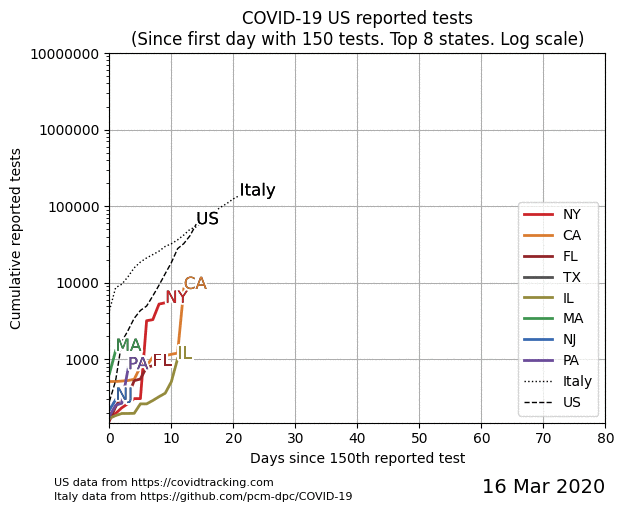 COVID-19 US reported tests
(Since first day with 150 tests. Top 8 states. Log scale)
10000000
1000000
100000
10000
1000
Cumulative reported tests
Italy
US
CA
NY
MA
PA
FL
IL
NJ
NY
CA
FL
TX
IL
MA
NJ
PA
Italy
US
0 10 20 30 40 50 60 70 80
Days since 150th reported test
US data from https://covidtracking.com
Italy data from https://github.com/pcm-dpc/COVID-19
16 Mar 2020